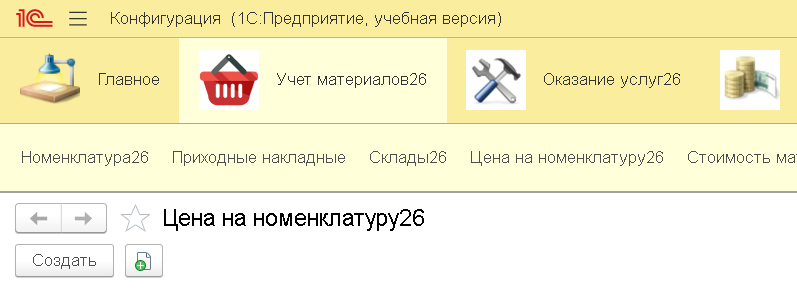 1С Конфигурация (1С:Предприятие, учебная версия)
Главное Учет материалов26 Оказание услуг26
Номенклатура26 Приходные накладные Склады26 Цена на номенклатуру26 Стоимость ма
Цена на номенклатуру26
Создать